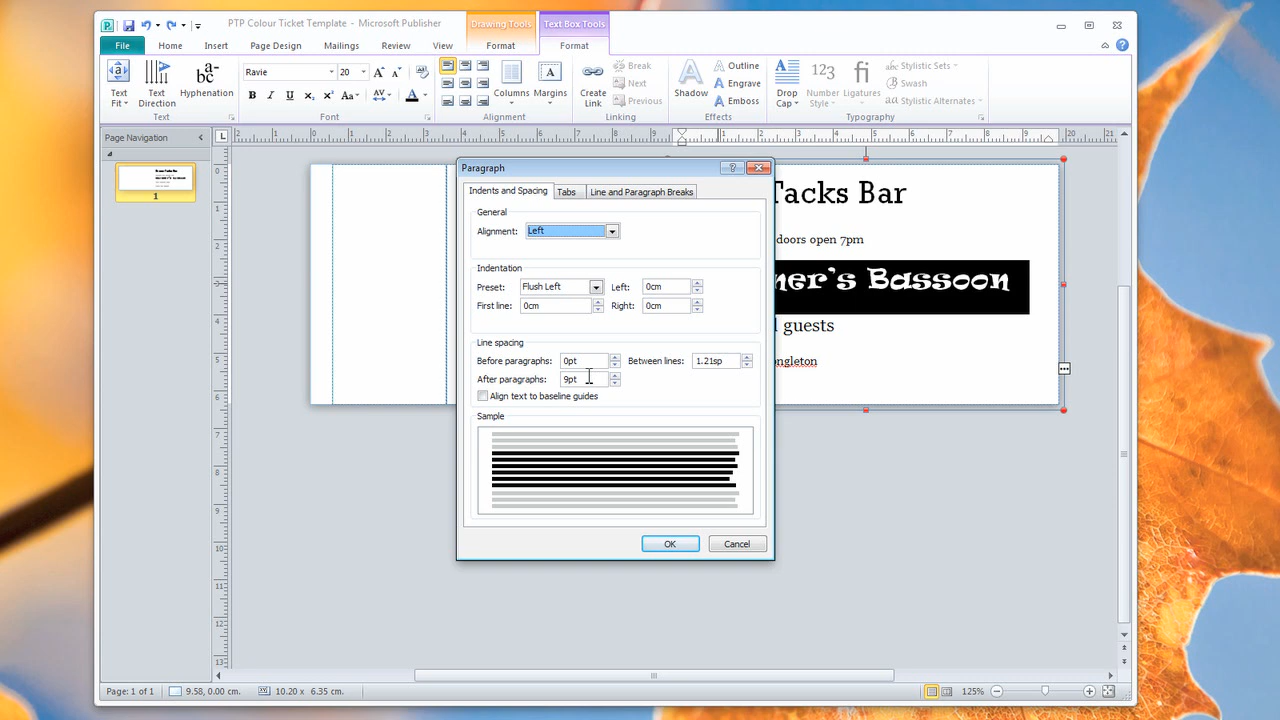 PTP Colour Ticket Template - Microsoft Publisher
Drawing Tools
Text Box Tools
File
Home
Insert
Page Design
Mailings
Review
View
Format
Format
Text Fit
Text Direction
Hyphenation
Text
Ravie
20
B I U x₂ x² Aa
AV
A
Font
Columns
Margins
Alignment
Create Link
Break
Next
Previous
Linking
Shadow
Outline
Engrave
Emboss
Effects
Drop Cap
Number Style
Ligatures
Stylistic Sets
Swash
Stylistic Alternates
Typography
Page Navigation
1
Paragraph
Indents and Spacing
Tabs
Line and Paragraph Breaks
General
Alignment: Left
Indentation
Preset: Flush Left
Left: 0cm
First line: 0cm
Right: 0cm
Line spacing
Before paragraphs: 0pt
Between lines: 1.21sp
After paragraphs: 9pt
Align text to baseline guides
Sample
OK
Cancel
Tacks Bar
doors open 7pm
ner's Bassoon
guests
ngleton
Page: 1 of 1
9.58, 0.00 cm.
10.20 x 6.35 cm.
125%